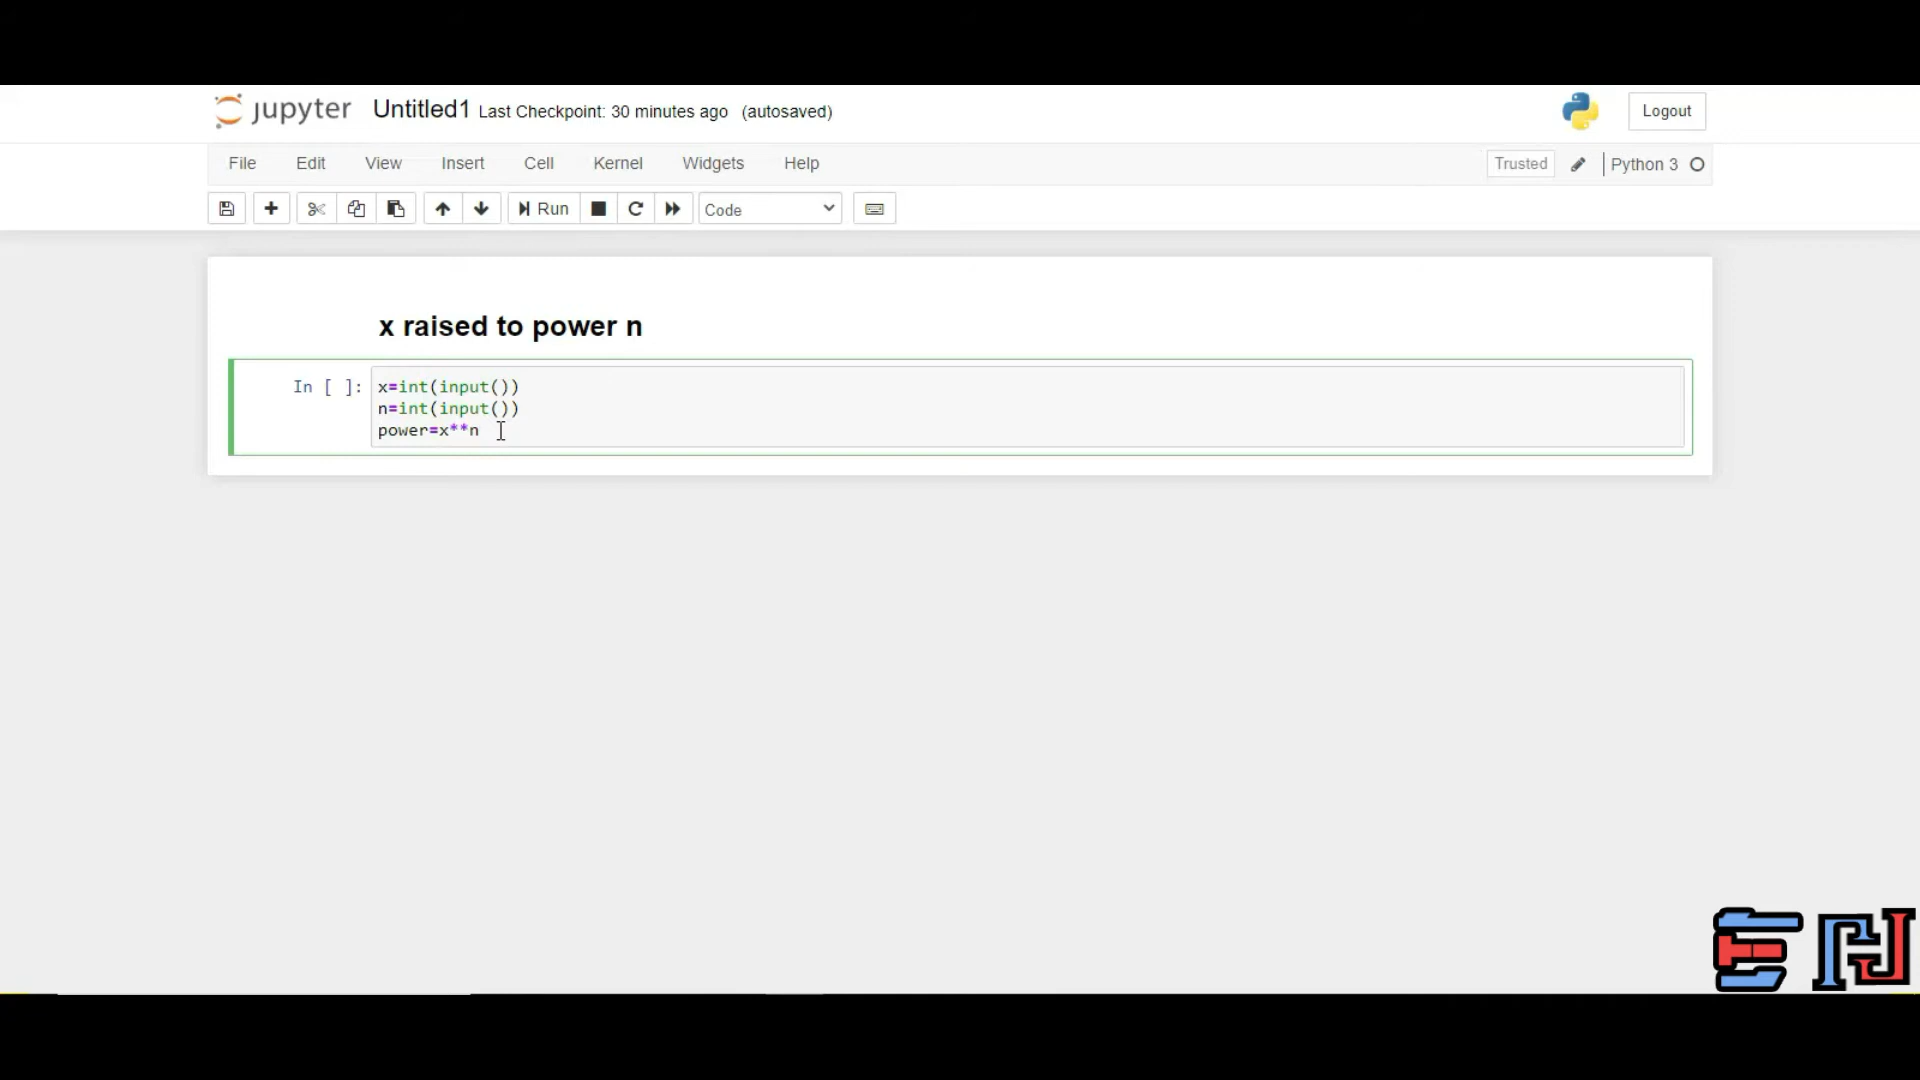 jupyter Untitled1 Last Checkpoint: 30 minutes ago (autosaved) Logout
File Edit View Insert Cell Kernel Widgets Help Trusted Python 3
Run Code
x raised to power n
In [ ]: x=int(input())
n=int(input())
power=x**n